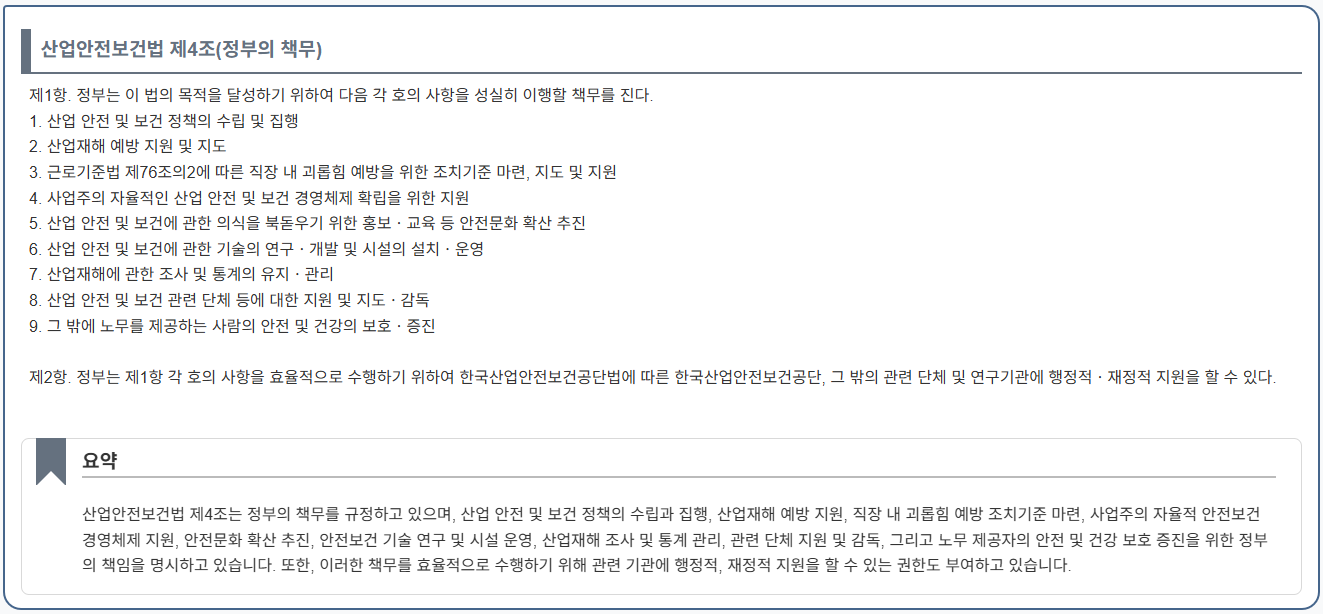 산업안전보건법 제4조(정부의 책무)
제1항. 정부는 이 법의 목적을 달성하기 위하여 다음 각 호의 사항을 성실히 이행할 책무를 진다.
1. 산업 안전 및 보건 정책의 수립 및 집행
2. 산업재해 예방 지원 및 지도
3. 근로기준법 제76조의2에 따른 직장 내 괴롭힘 예방을 위한 조치기준 마련, 지도 및 지원
4. 사업주의 자율적인 산업 안전 및 보건 경영체제 확립을 위한 지원
5. 산업 안전 및 보건에 관한 의식을 북돋우기 위한 홍보ㆍ교육 등 안전문화 확산 추진
6. 산업 안전 및 보건에 관한 기술의 연구ㆍ개발 및 시설의 설치ㆍ운영
7. 산업재해에 관한 조사 및 통계의 유지ㆍ관리
8. 산업 안전 및 보건 관련 단체 등에 대한 지원 및 지도ㆍ감독
9. 그 밖에 노무를 제공하는 사람의 안전 및 건강의 보호ㆍ증진
제2항. 정부는 제1항 각 호의 사항을 효율적으로 수행하기 위하여 한국산업안전보건공단법에 따른 한국산업안전보건공단, 그 밖의 관련 단체 및 연구기관에 행정적ㆍ재정적 지원을 할 수 있다.
요약
산업안전보건법 제4조는 정부의 책무를 규정하고 있으며, 산업 안전 및 보건 정책의 수립과 집행, 산업재해 예방 지원, 직장 내 괴롭힘 예방 조치기준 마련, 사업주의 자율적 안전보건
경영체제 지원, 안전문화 확산 추진, 안전보건 기술 연구 및 시설 운영, 산업재해 조사 및 통계 관리, 관련 단체 지원 및 감독, 그리고 노무 제공자의 안전 및 건강 보호 증진을 위한 정부
의 책임을 명시하고 있습니다. 또한, 이러한 책무를 효율적으로 수행하기 위해 관련 기관에 행정적, 재정적 지원을 할 수 있는 권한도 부여하고 있습니다.